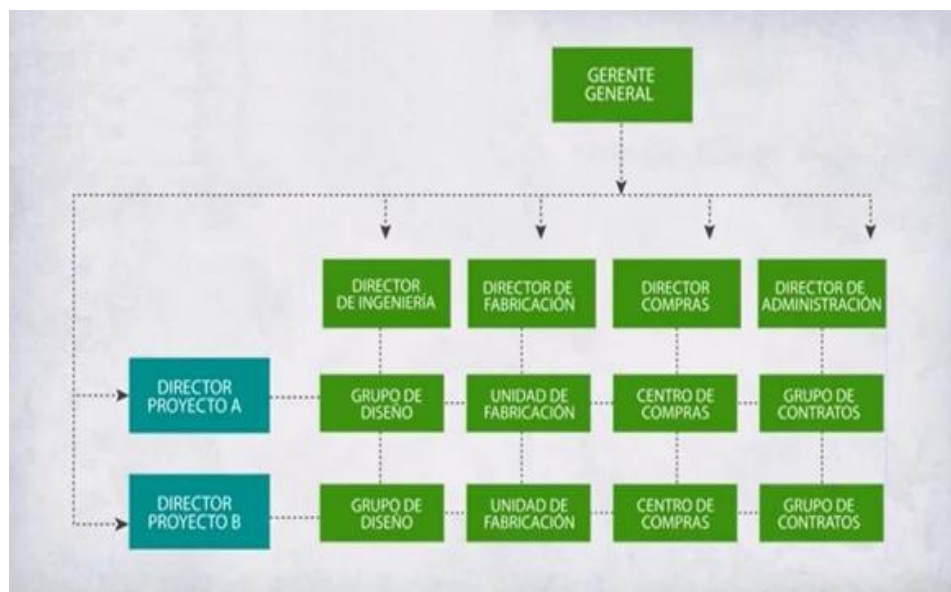 GERENTE
GENERAL
DIRECTOR
DE INGENIERÍA
DIRECTOR DE
FABRICACIÓN
DIRECTOR
COMPRAS
DIRECTOR DE
ADMINISTRACIÓN
DIRECTOR
PROYECTO A
GRUPO DE
DISEÑO
UNIDAD DE
FABRICACIÓN
CENTRO DE
COMPRAS
GRUPO DE
CONTRATOS
DIRECTOR
PROYECTO B
GRUPO DE
DISEÑO
UNIDAD DE
FABRICACIÓN
CENTRO DE
COMPRAS
GRUPO DE
CONTRATOS